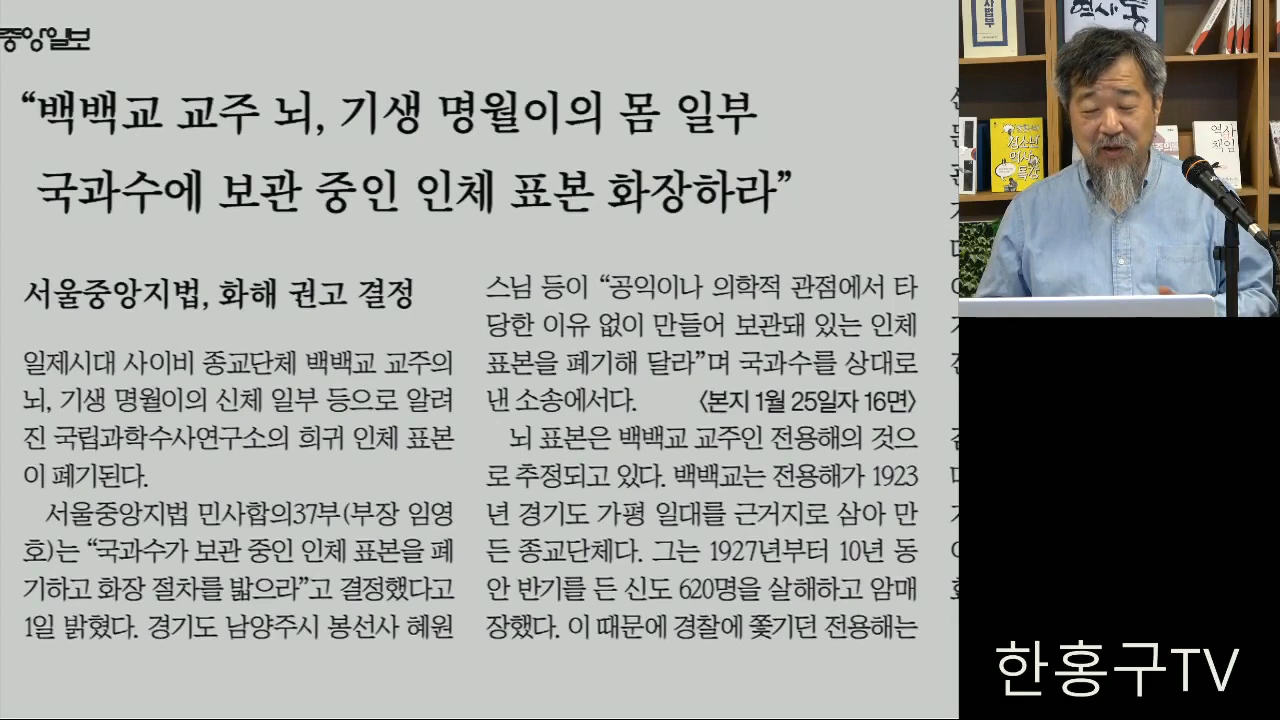 중앙일보
“백백교 교주 뇌, 기생 명월이의 몸 일부
국과수에 보관 중인 인체 표본 화장하라”
서울중앙지법, 화해 권고 결정
일제시대 사이비 종교단체 백백교 교주의
뇌, 기생 명월이의 신체 일부 등으로 알려
진 국립과학수사연구소의 희귀 인체 표본
이 폐기된다.
서울중앙지법 민사합의37부(부장 임영
호)는 “국과수가 보관 중인 인체 표본을 폐
기하고 화장 절차를 밟으라”고 결정했다고
1일 밝혔다. 경기도 남양주시 봉선사 혜원
스님 등이 “공익이나 의학적 관점에서 타
당한 이유 없이 만들어 보관돼 있는 인체
표본을 폐기해 달라”며 국과수를 상대로
낸 소송에서다. 〈본지 1월 25일자 16면〉
뇌 표본은 백백교 교주인 전용해의 것으
로 추정되고 있다. 백백교는 전용해가 1923
년 경기도 가평 일대를 근거지로 삼아 만
든 종교단체다. 그는 1927년부터 10년 동
안 반기를 든 신도 620명을 살해하고 암매
장했다. 이 때문에 경찰에 쫓기던 전용해는
역사
책임
한홍구TV